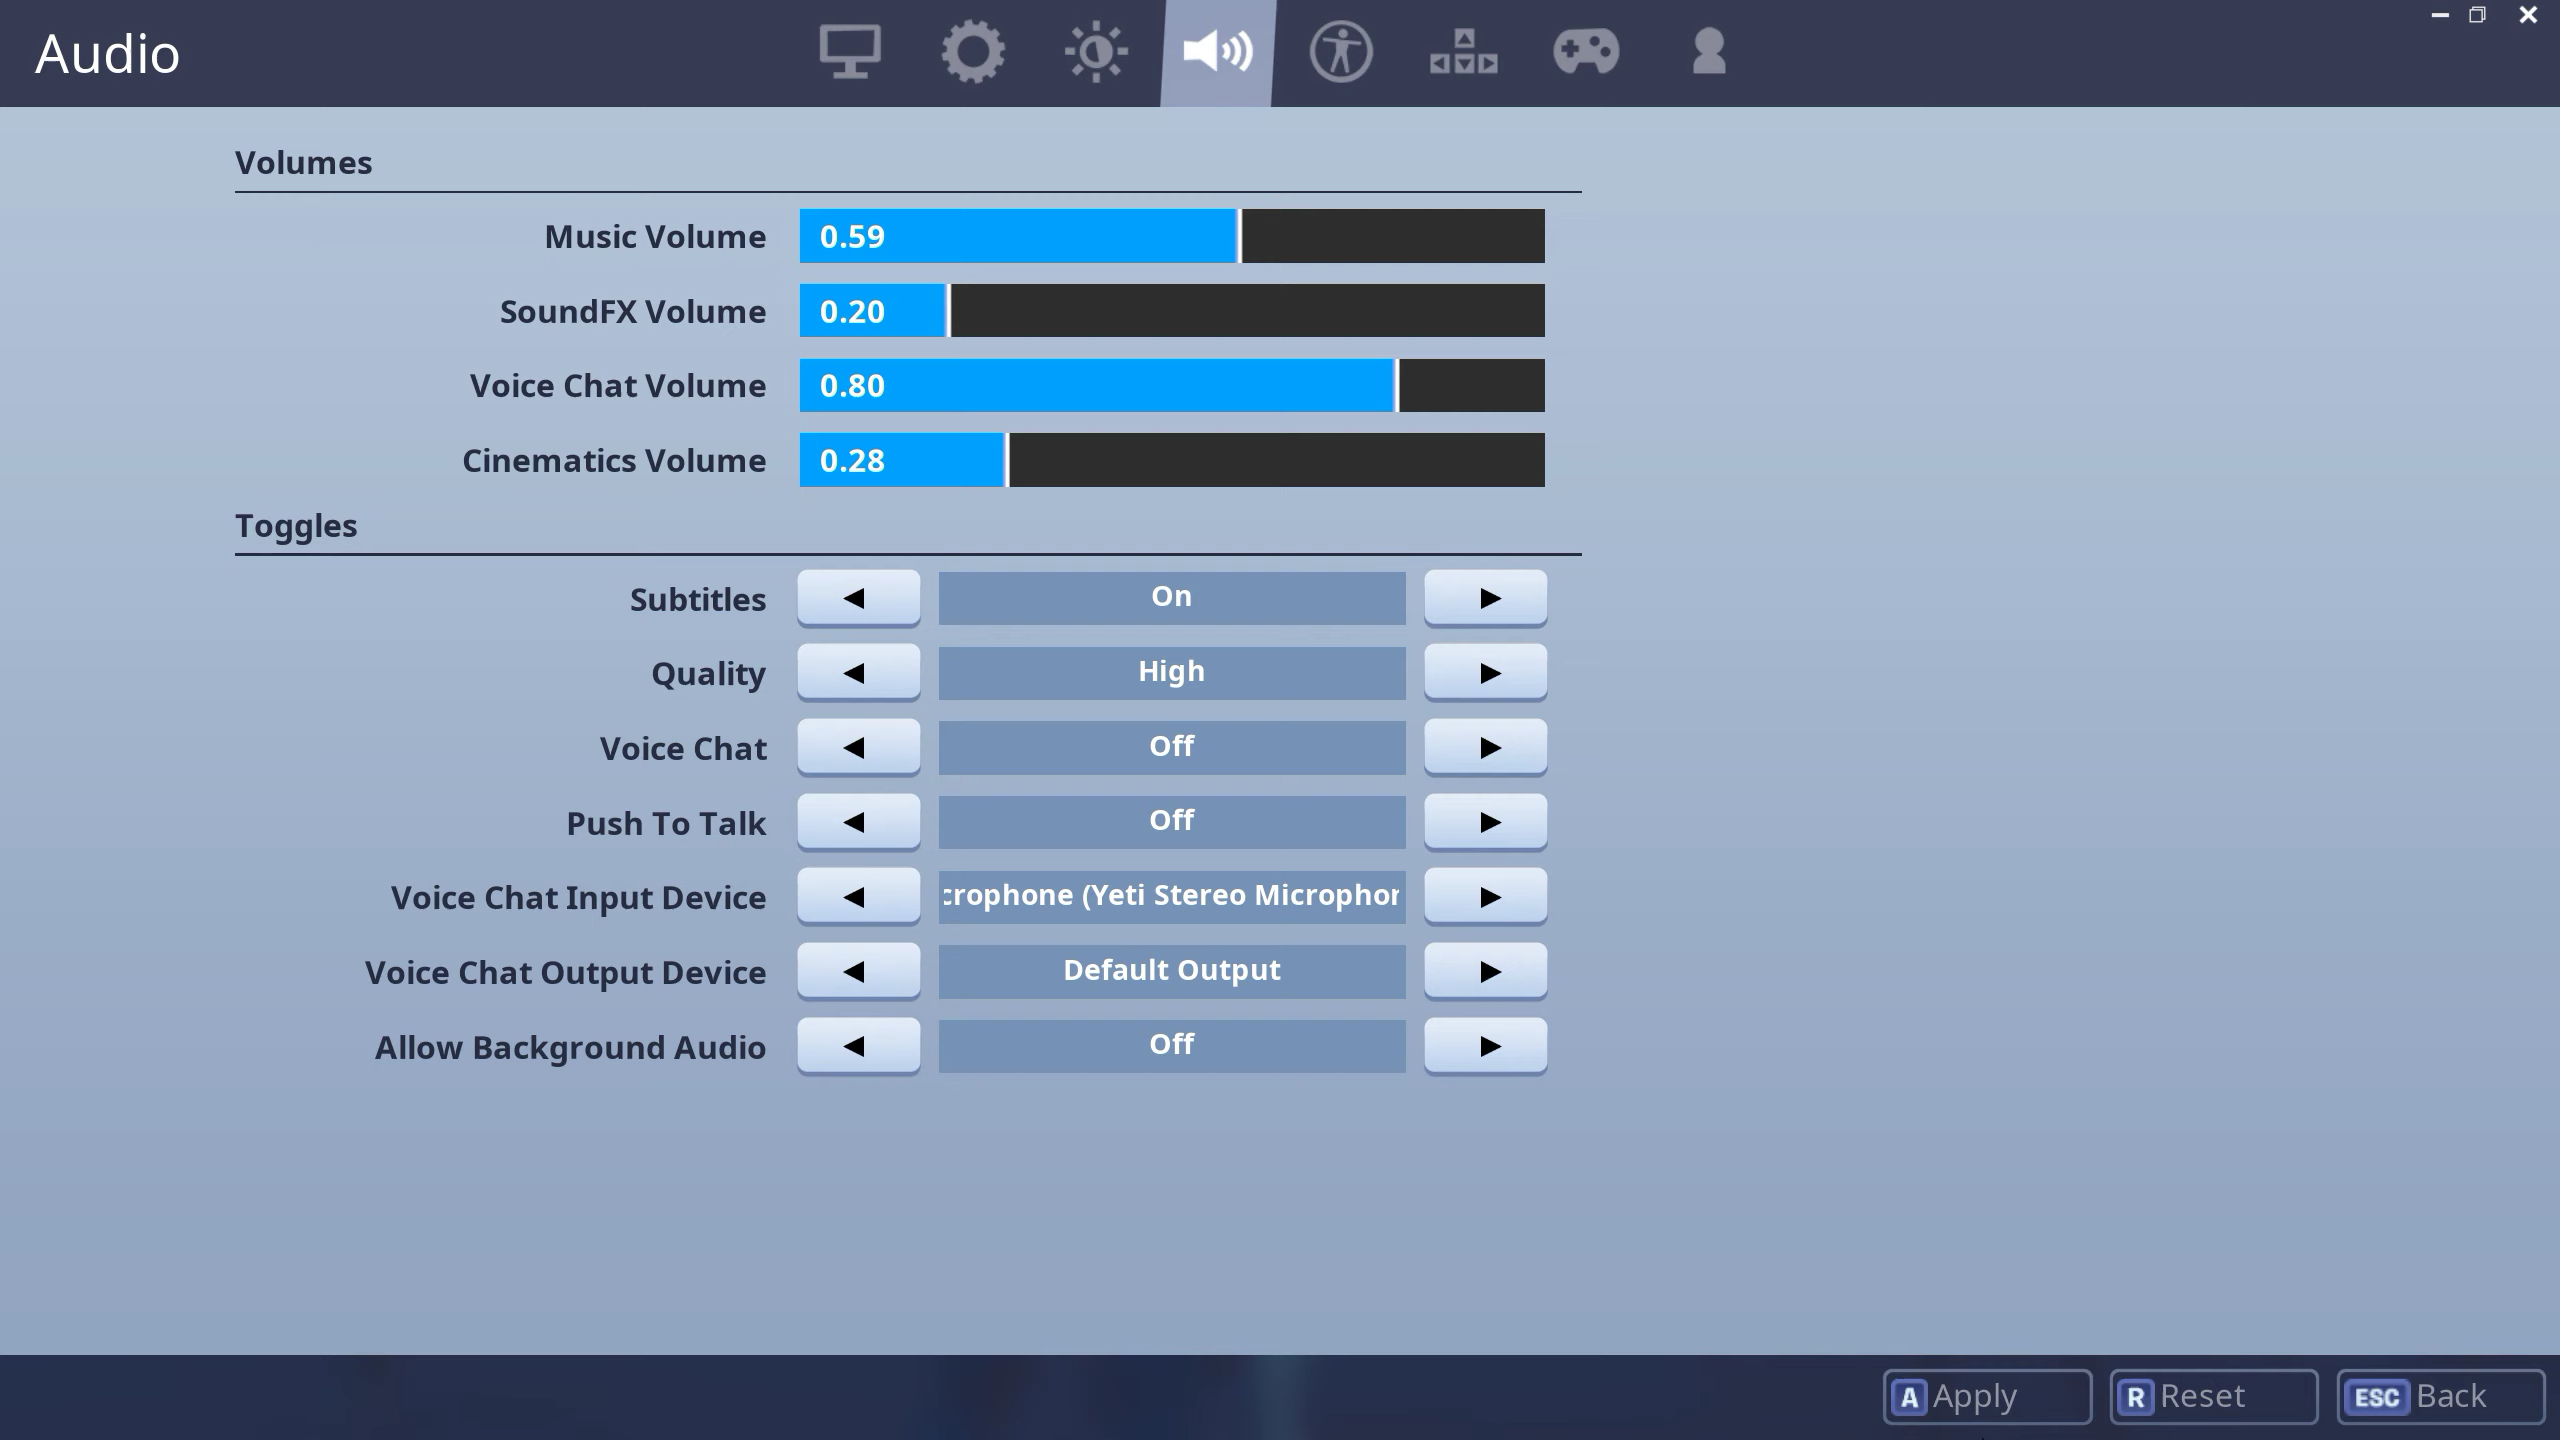 Audio
Volumes
Music Volume 0.59
SoundFX Volume 0.20
Voice Chat Volume 0.80
Cinematics Volume 0.28
Toggles
Subtitles On
Quality High
Voice Chat Off
Push To Talk Off
Voice Chat Input Device crophone (Yeti Stereo Microphon
Voice Chat Output Device Default Output
Allow Background Audio Off
A Apply R Reset ESC Back